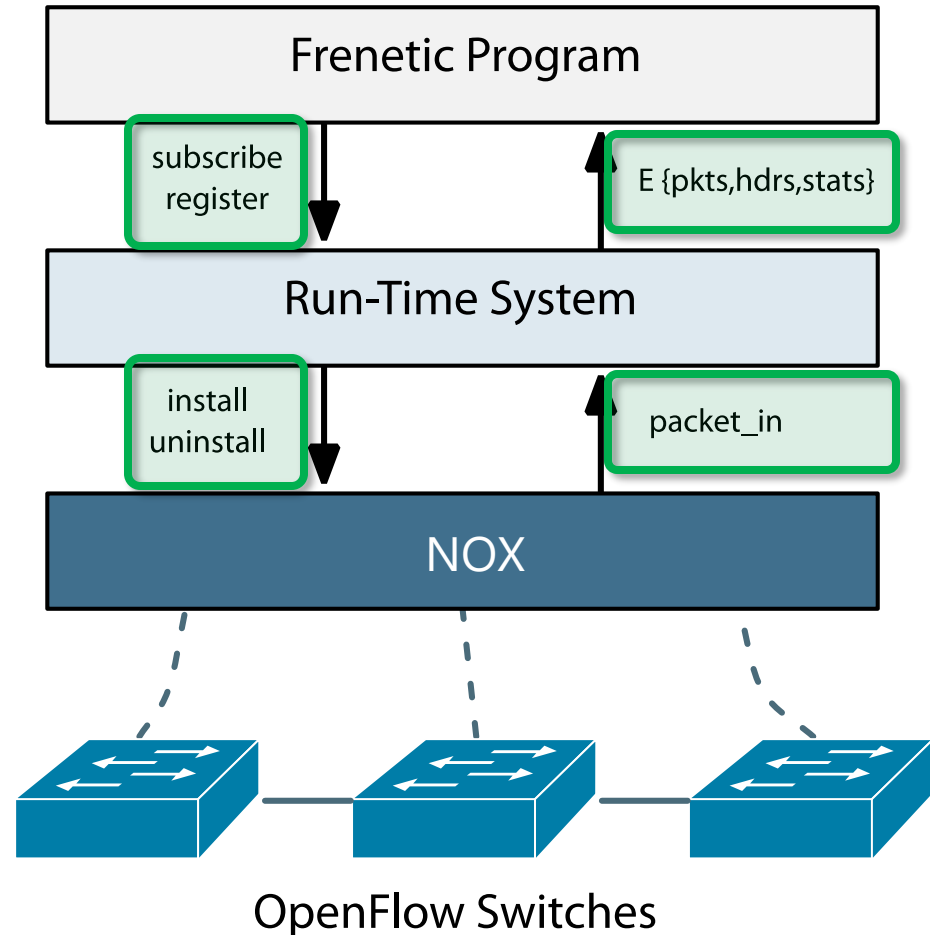 Frenetic Program
subscribe
register
E {pkts,hdrs,stats}
Run-Time System
install
uninstall
packet_in
NOX
OpenFlow Switches